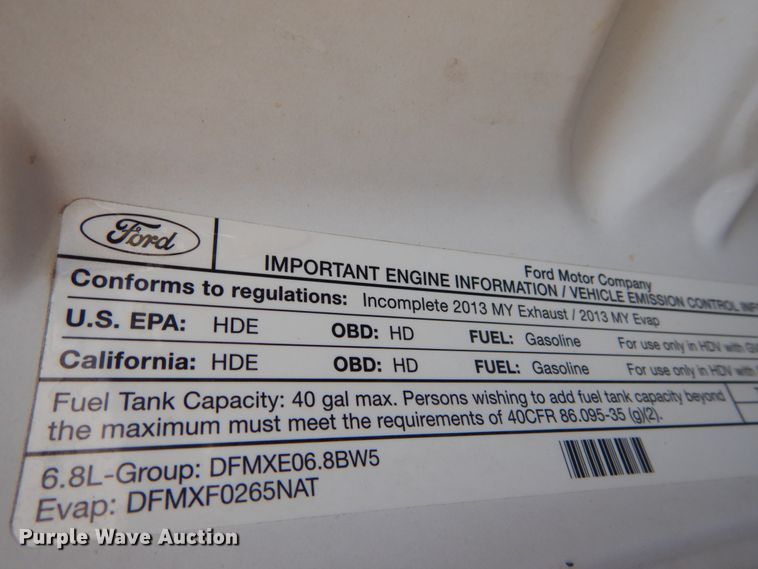 Ford
Ford Motor Company
IMPORTANT ENGINE INFORMATION / VEHICLE EMISSION CONTROL
Conforms to regulations: Incomplete 2013 MY Exhaust / 2013 MY Evap
U.S. EPA: HDE OBD: HD FUEL: Gasoline For use only in HDV with
California: HDE OBD: HD FUEL: Gasoline For use only in HDV with
Fuel Tank Capacity: 40 gal max. Persons wishing to add fuel tank capacity beyond
the maximum must meet the requirements of 40CFR 86.095-35 (g)(2).
6.8L-Group: DFMXE06.8BW5
Evap: DFMXF0265NAT
Purple Wave Auction